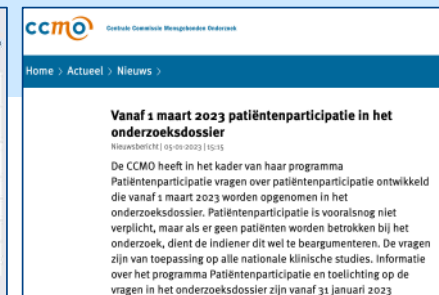 ccmo
Centrale Commissie Mensgebonden Onderzoek
Home > Actueel > Nieuws >
Vanaf 1 maart 2023 patiëntenparticipatie in het
onderzoeksdossier
Nieuwsbericht | 05-01-2023 | 15:15
De CCMO heeft in het kader van haar programma
Patiëntenparticipatie vragen over patiëntenparticipatie ontwikkeld
die vanaf 1 maart 2023 worden opgenomen in het
onderzoeksdossier. Patiëntenparticipatie is vooralsnog niet
verplicht, maar als er geen patiënten worden betrokken bij het
onderzoek, dient de indiener dit wel te beargumenteren. De vragen
zijn van toepassing op alle nationale klinische studies. Informatie
over het programma Patiëntenparticipatie en toelichting op de
vragen in het onderzoeksdossier zijn vanaf 31 januari 2023